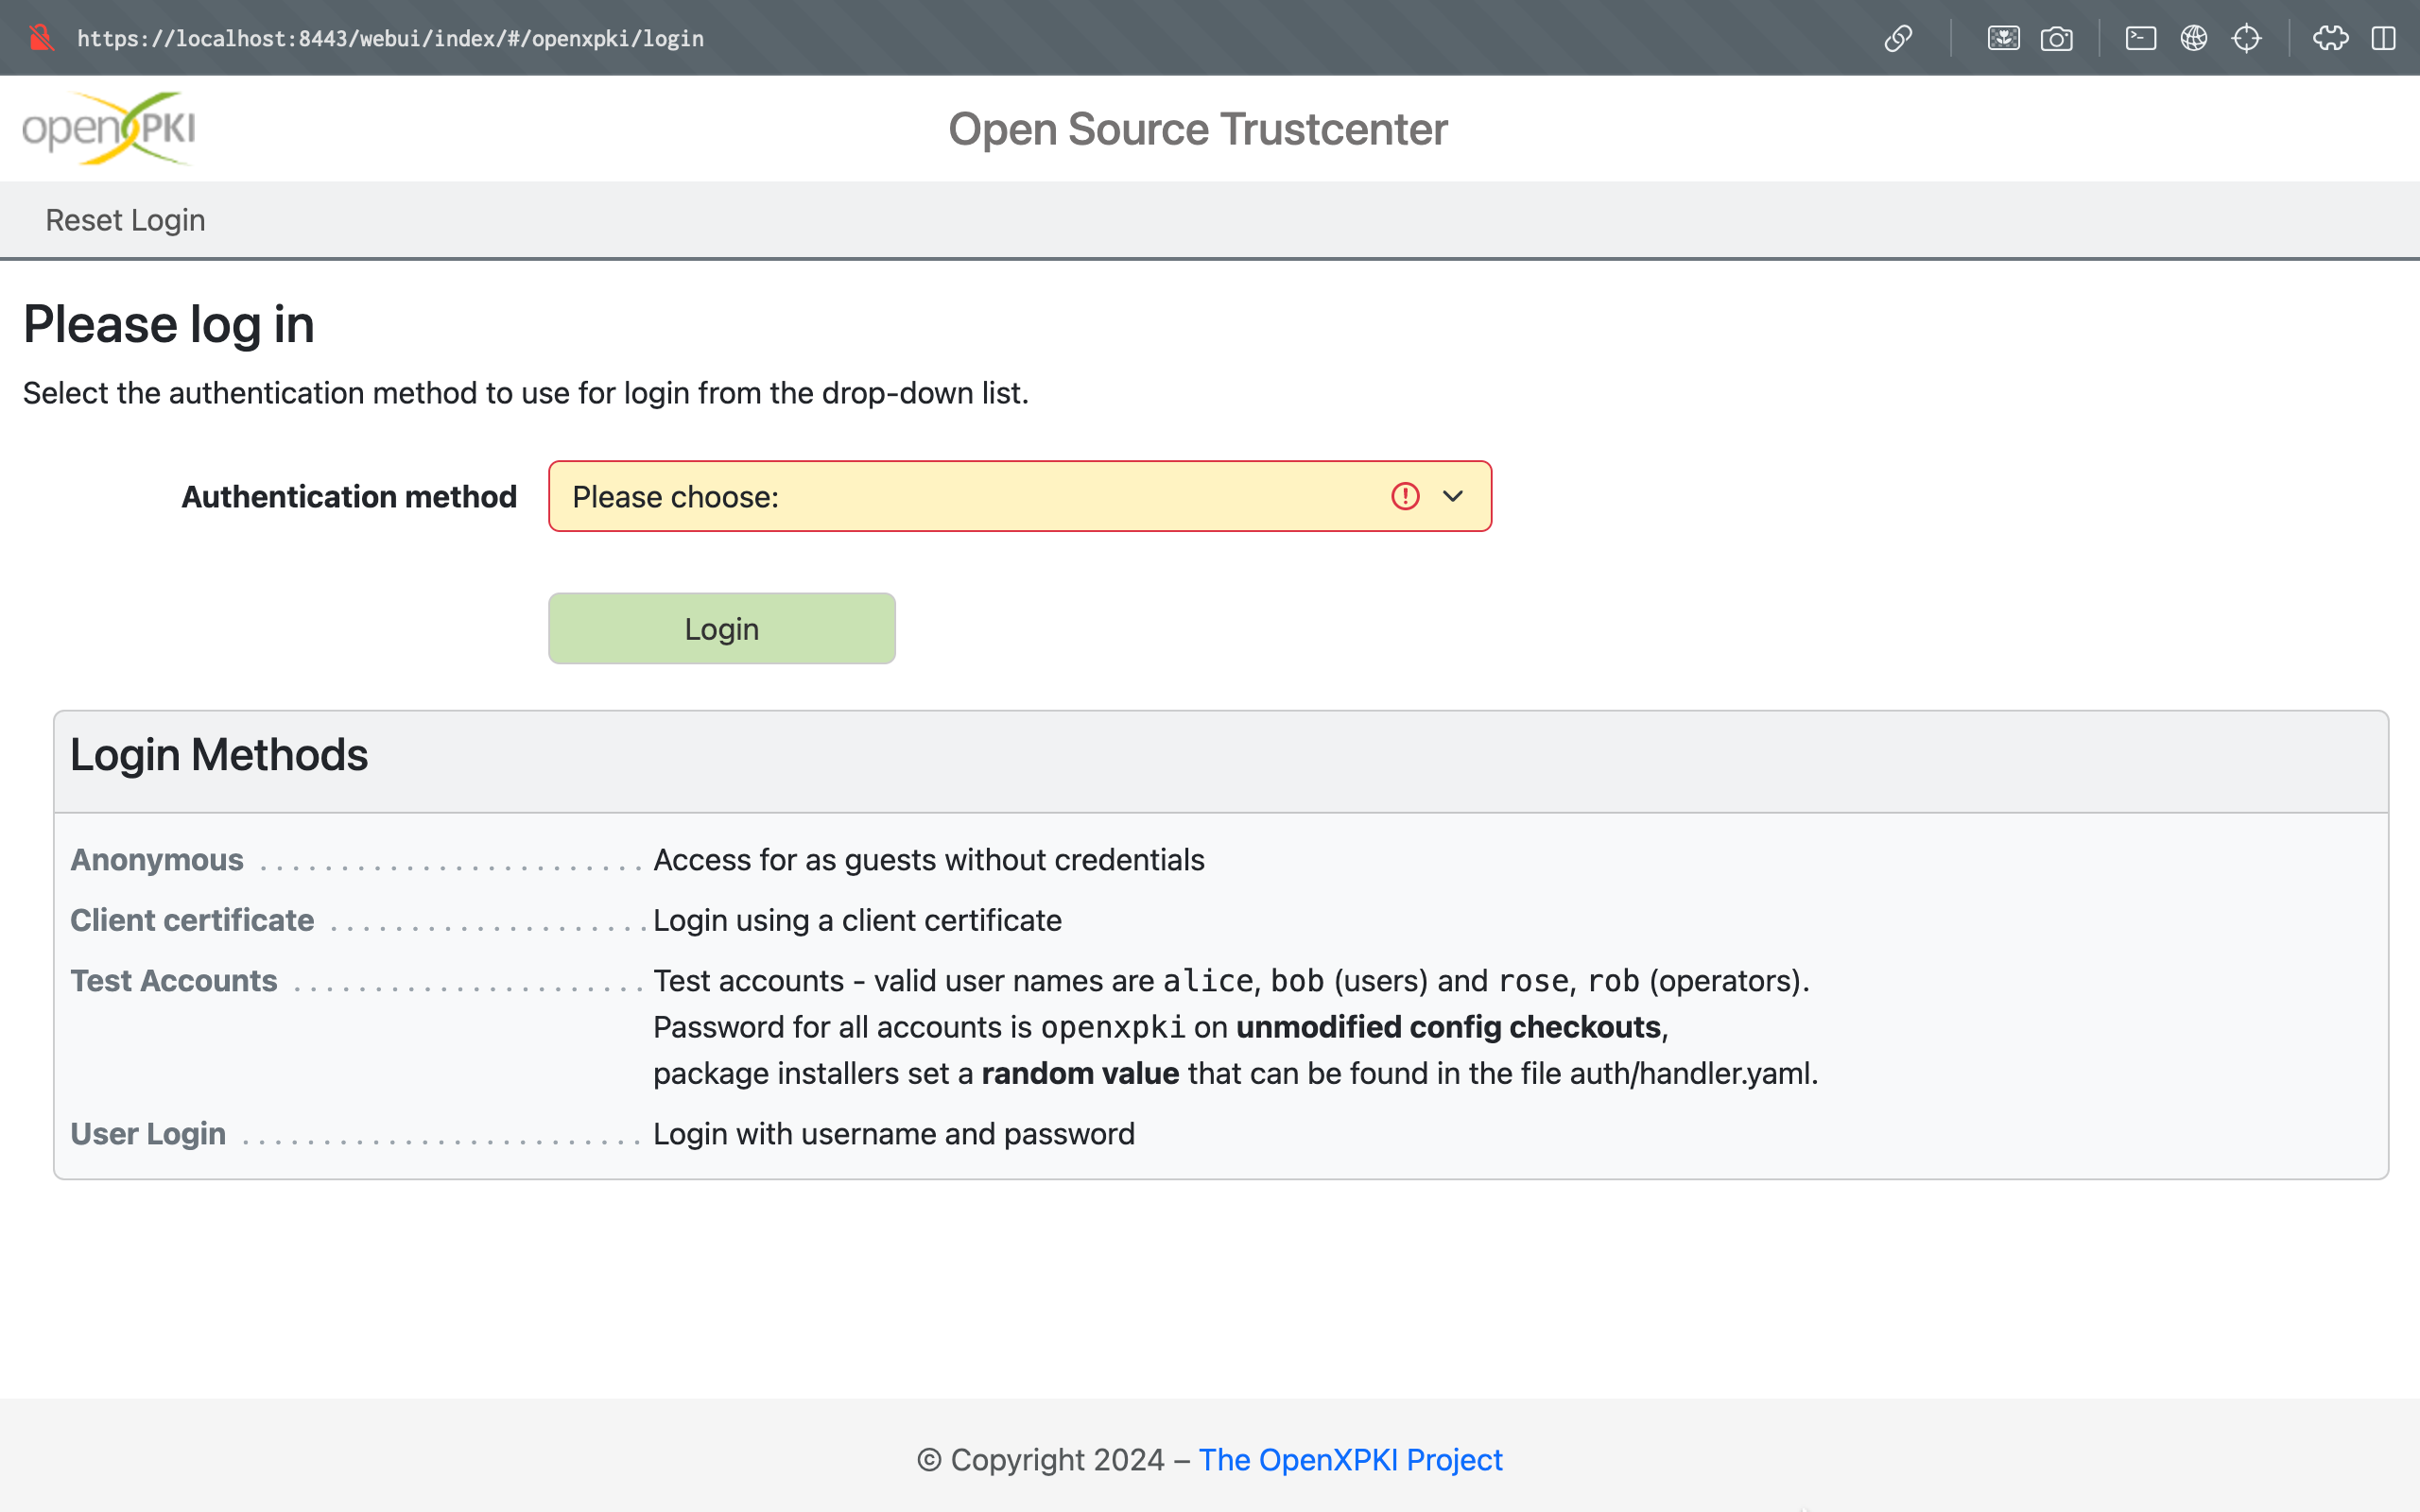 https://localhost:8443/webui/index/#/openxpki/login
openXPKI
Open Source Trustcenter
Reset Login
Please log in
Select the authentication method to use for login from the drop-down list.
Authentication method
Please choose:
Login
Login Methods
Anonymous . . . . . . . . . . . . . . . . . . . . . . . . Access for as guests without credentials
Client certificate . . . . . . . . . . . . . . . . . . . . Login using a client certificate
Test Accounts . . . . . . . . . . . . . . . . . . . . . . Test accounts - valid user names are alice, bob (users) and rose, rob (operators).
Password for all accounts is openxpki on unmodified config checkouts,
package installers set a random value that can be found in the file auth/handler.yaml.
User Login . . . . . . . . . . . . . . . . . . . . . . . . . Login with username and password
© Copyright 2024 – The OpenXPKI Project